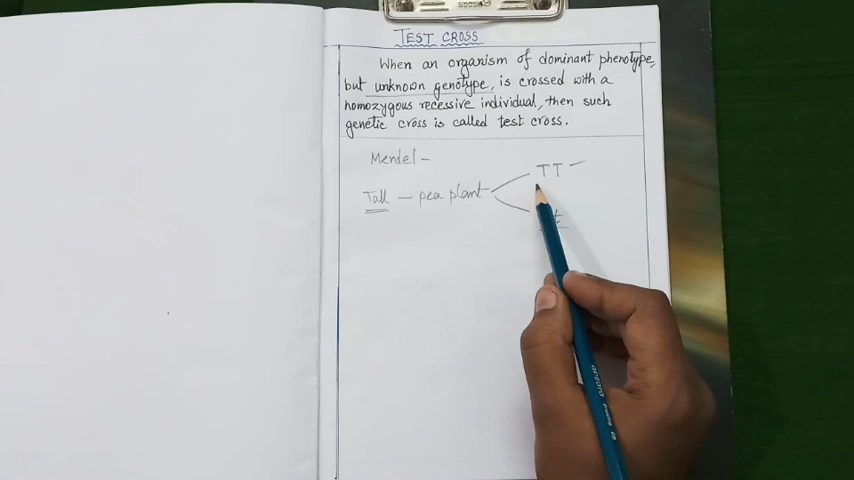 TEST CROSS
When an organism of dominant phenotype,
but unknown genotype, is crossed with a
homozygous recessive individual, then such
genetic cross is called test cross.
Mendel –
TT –
Tall – pea plant
t